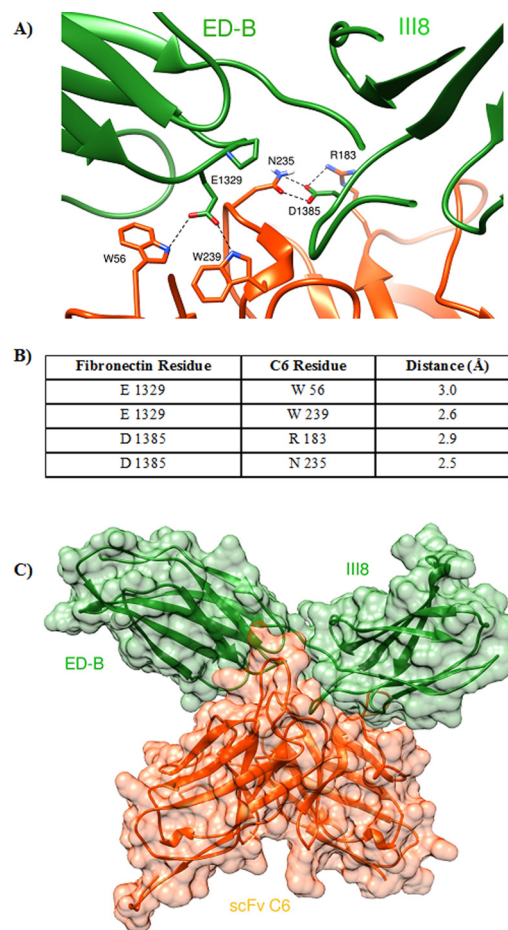 A)
ED-B
III8
N235
R183
E1329
D1385
W56
W239
B)
Fibronectin Residue C6 Residue Distance (Å)
E 1329 W 56 3.0
E 1329 W 239 2.6
D 1385 R 183 2.9
D 1385 N 235 2.5
C)
III8
ED-B
scFv C6